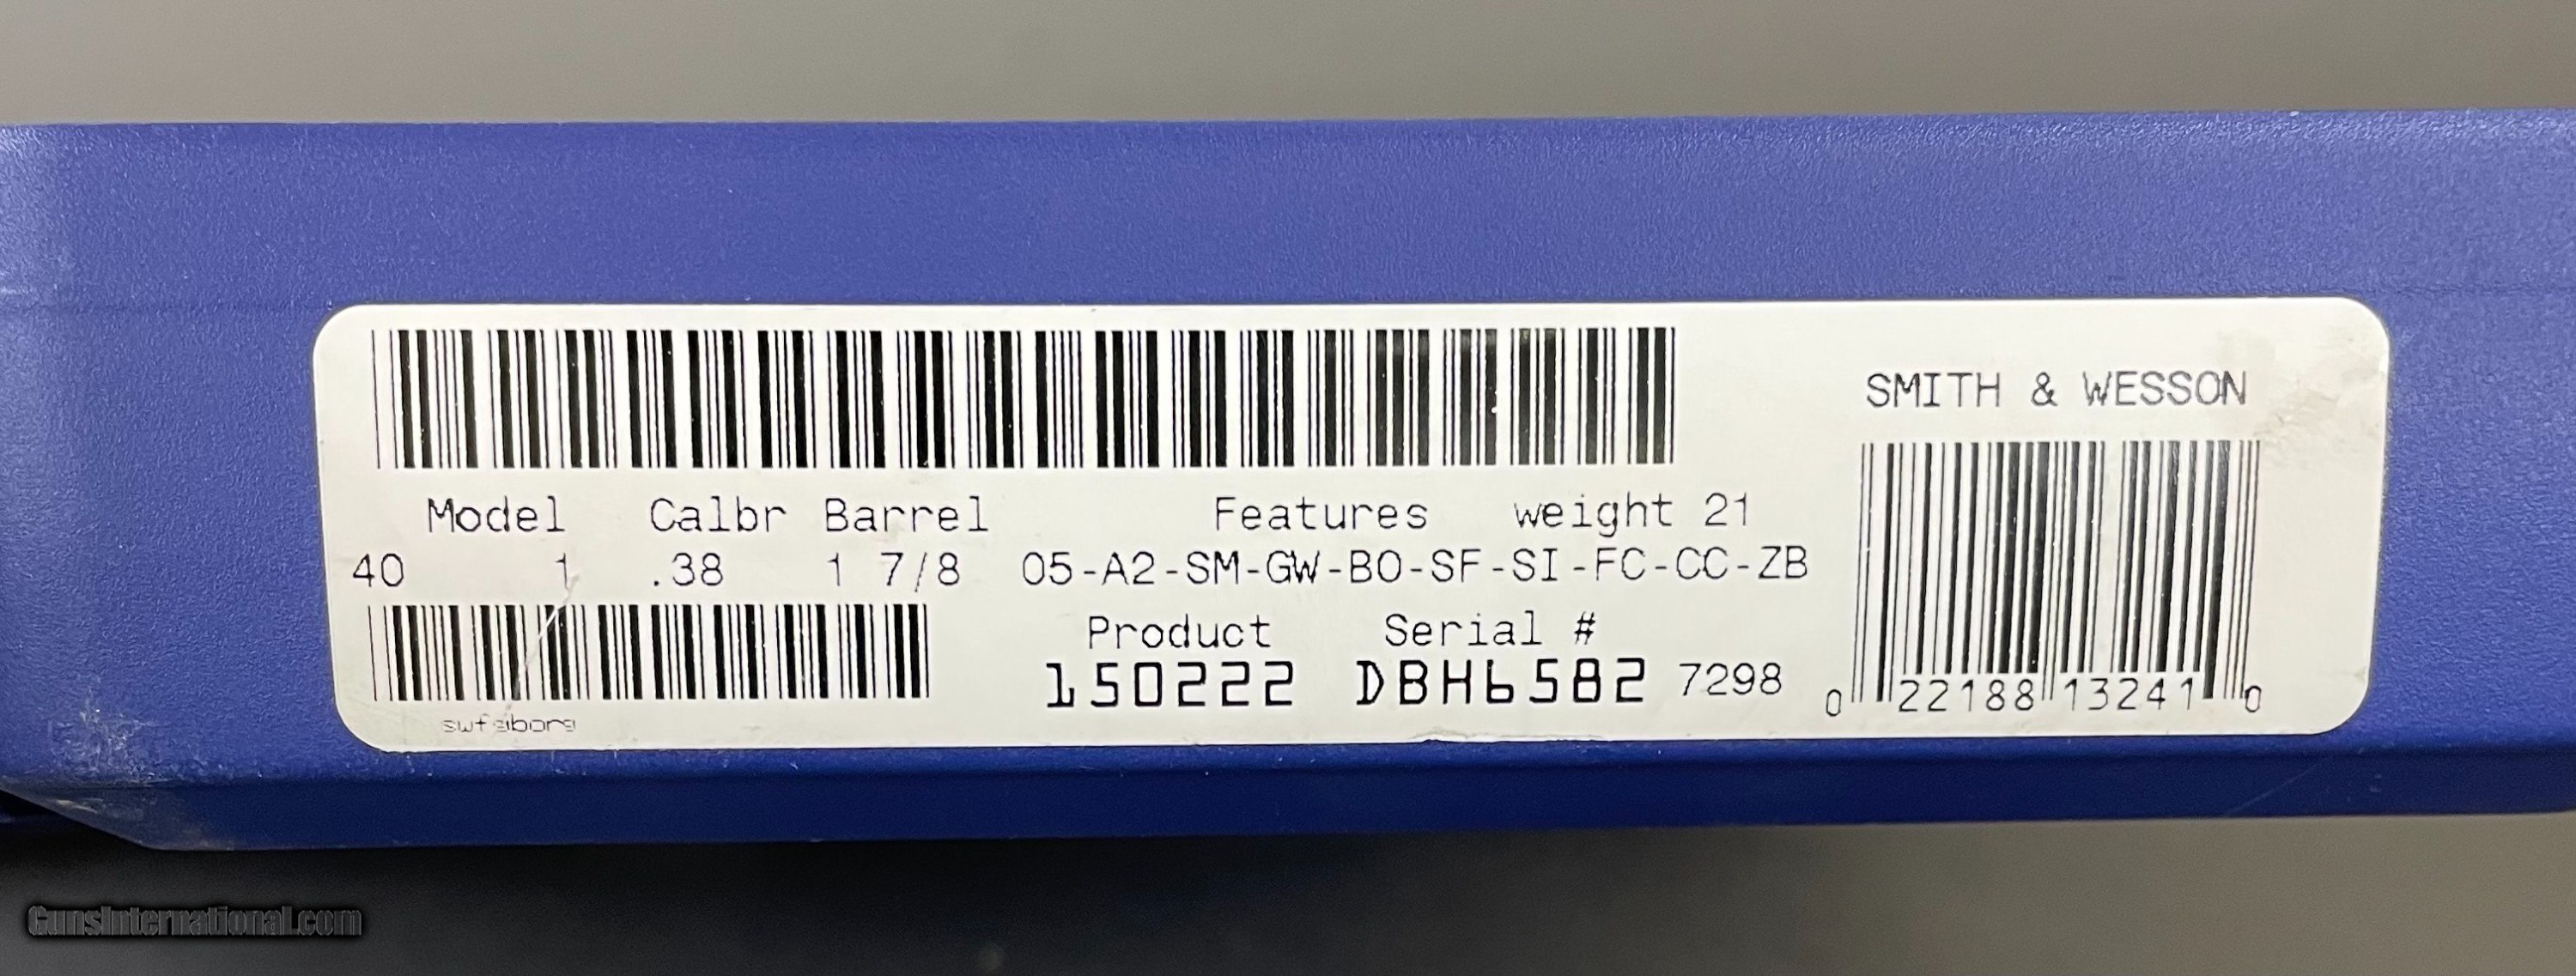 SMITH & WESSON
Model Calbr Barrel Features weight 21
40 1 .38 1 7/8 05-A2-SM-GW-BO-SF-SI-FC-CC-ZB
Product Serial #
150222 DBH6582 7298
0 22188 13241 0
GunsInternational.com